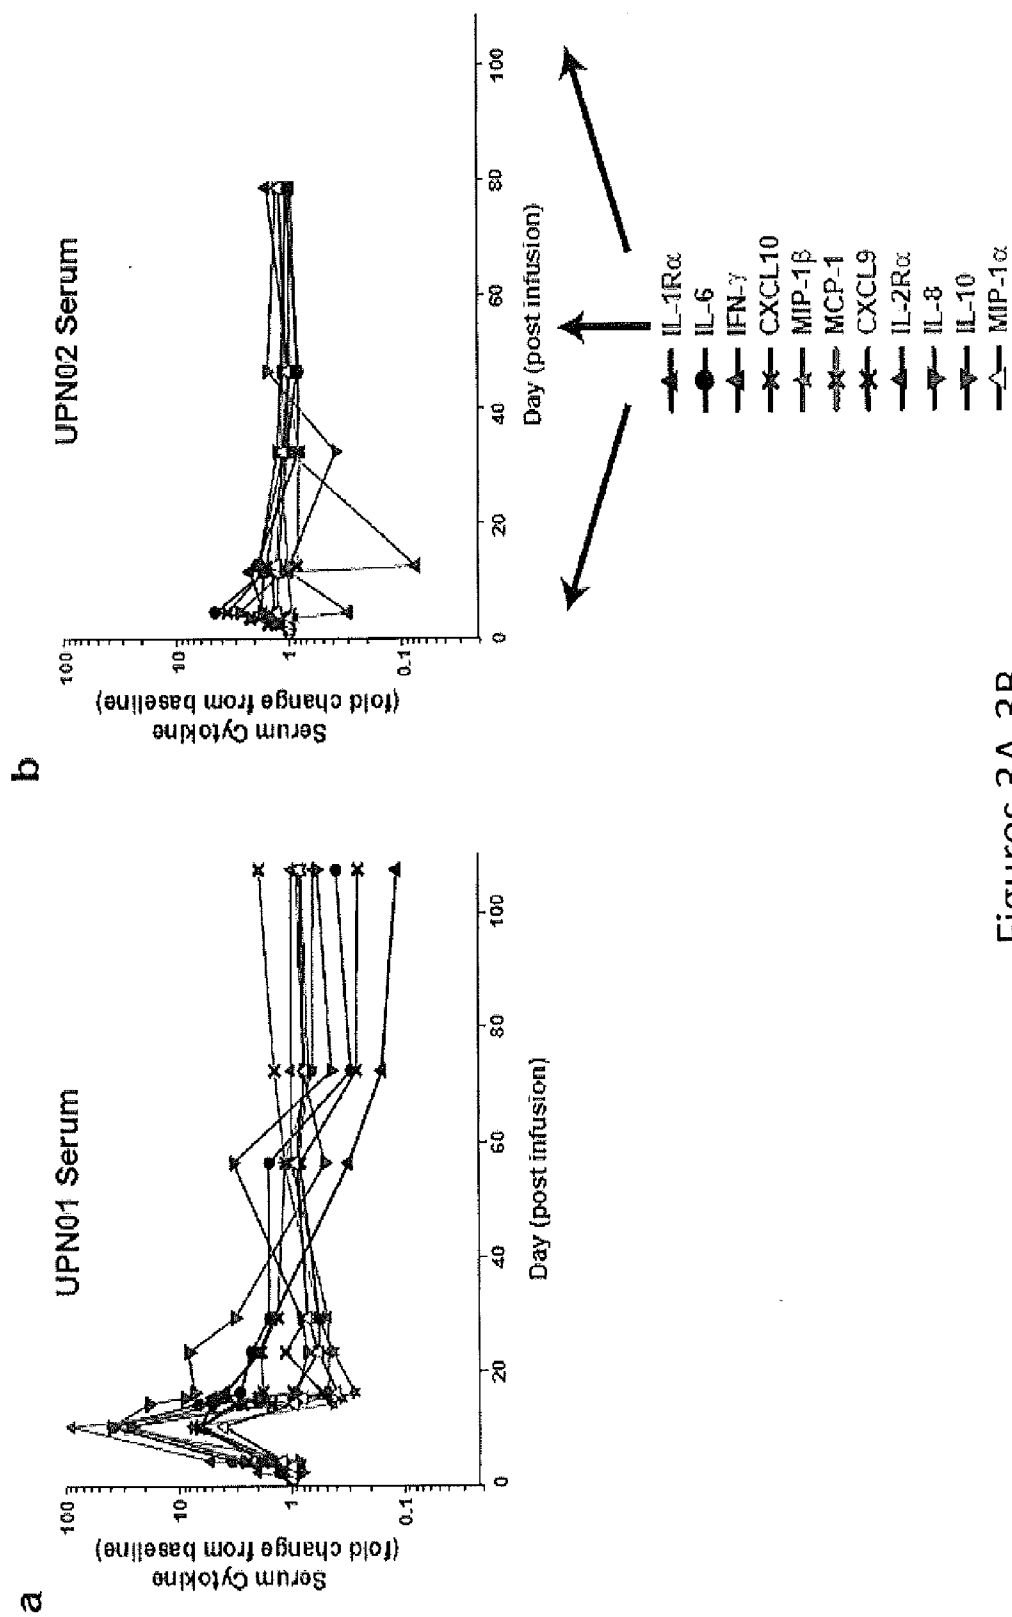 a
UPN01 Serum
Serum Cytokine
(fold change from baseline)
100
10
1
0.1
0
20
40
60
80
100
Day (post infusion)
b
UPN02 Serum
Serum Cytokine
(fold change from baseline)
100
1
0.1
0
20
40
60
80
100
Day (post infusion)
IL-1Rα
IL-6
IFN-γ
CXCL10
MIP-1β
MCP-1
CXCL9
IL-2Rα
IL-8
IL-10
MIP-1α
Figures 3A-3B